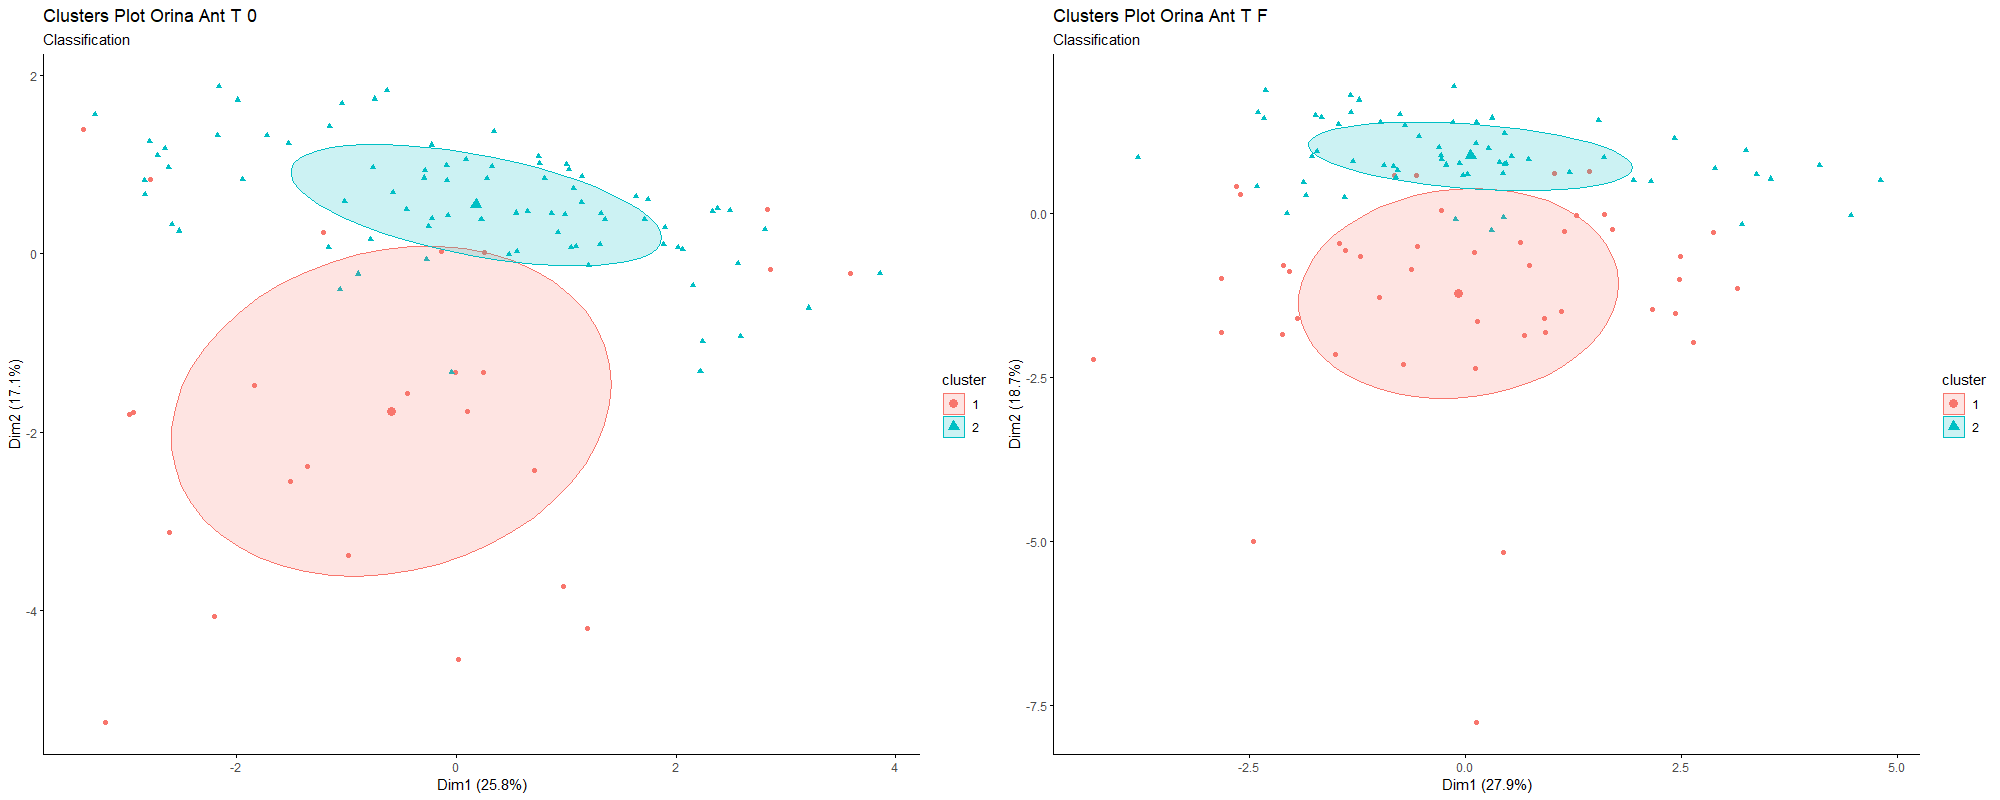 Clusters Plot Orina Ant T 0
Classification
2
0
-2
-4
Dim2 (17.1%)
-2
0
2
4
Dim1 (25.8%)
cluster
1
2
Clusters Plot Orina Ant T F
Classification
0.0
-2.5
-5.0
-7.5
Dim2 (18.7%)
-2.5
0.0
2.5
5.0
Dim1 (27.9%)
cluster
1
2